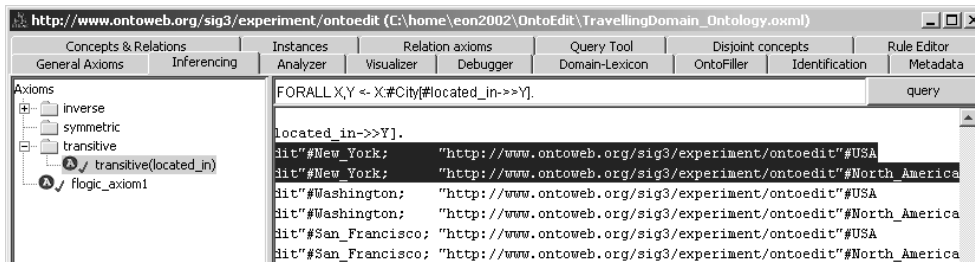 http://www.ontoweb.org/sig3/experiment/ontoedit (C:\home\eon2002\OntoEdit\TravellingDomain_Ontology.oxml)
Concepts & Relations Instances Relation axioms Query Tool Disjoint concepts Rule Editor
General Axioms Inferencing Analyzer Visualizer Debugger Domain-Lexicon OntoFiller Identification Metadata
Axioms
inverse
symmetric
transitive
transitive(located_in)
flogic_axiom1
FORALL X,Y <- X:#City[#located_in->>Y].
query
located_in->>Y].
dit"#New_York; "http://www.ontoweb.org/sig3/experiment/ontoedit"#USA
dit"#New_York; "http://www.ontoweb.org/sig3/experiment/ontoedit"#North_America
dit"#Washington; "http://www.ontoweb.org/sig3/experiment/ontoedit"#USA
dit"#Washington; "http://www.ontoweb.org/sig3/experiment/ontoedit"#North_America
dit"#San_Francisco; "http://www.ontoweb.org/sig3/experiment/ontoedit"#USA
dit"#San_Francisco; "http://www.ontoweb.org/sig3/experiment/ontoedit"#North_America